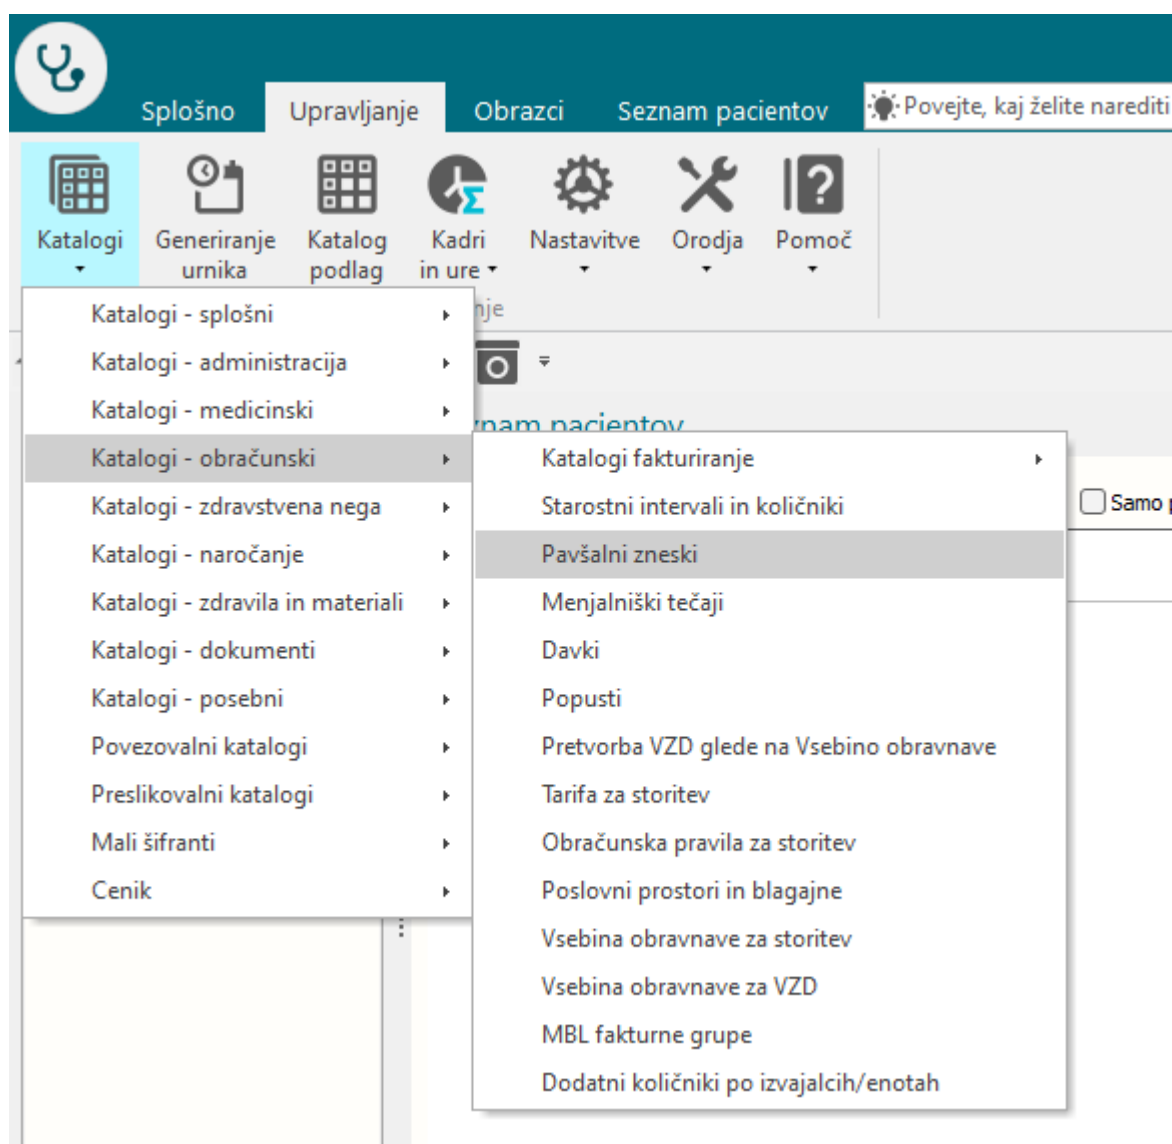 Splošno
Upravljanje
Obrazci
Seznam pacientov
Povejte, kaj želite narediti
Katalogi
Generiranje
urnika
Katalog
podlag
Kadri
in ure
Nastavitve
Orodja
Pomoč
nje
Katalogi - splošni
Katalogi - administracija
Katalogi - medicinski
Katalogi - obračunski
Katalogi - zdravstvena nega
Katalogi - naročanje
Katalogi - zdravila in materiali
Katalogi - dokumenti
Katalogi - posebni
Povezovalni katalogi
Preslikovalni katalogi
Mali šifranti
Cenik
nam pacientov
Katalogi fakturiranje
Starostni intervali in količniki
Pavšalni zneski
Menjalniški tečaji
Davki
Popusti
Pretvorba VZD glede na Vsebino obravnave
Tarifa za storitev
Obračunska pravila za storitev
Poslovni prostori in blagajne
Vsebina obravnave za storitev
Vsebina obravnave za VZD
MBL fakturne grupe
Dodatni količniki po izvajalcih/enotah
Samo p